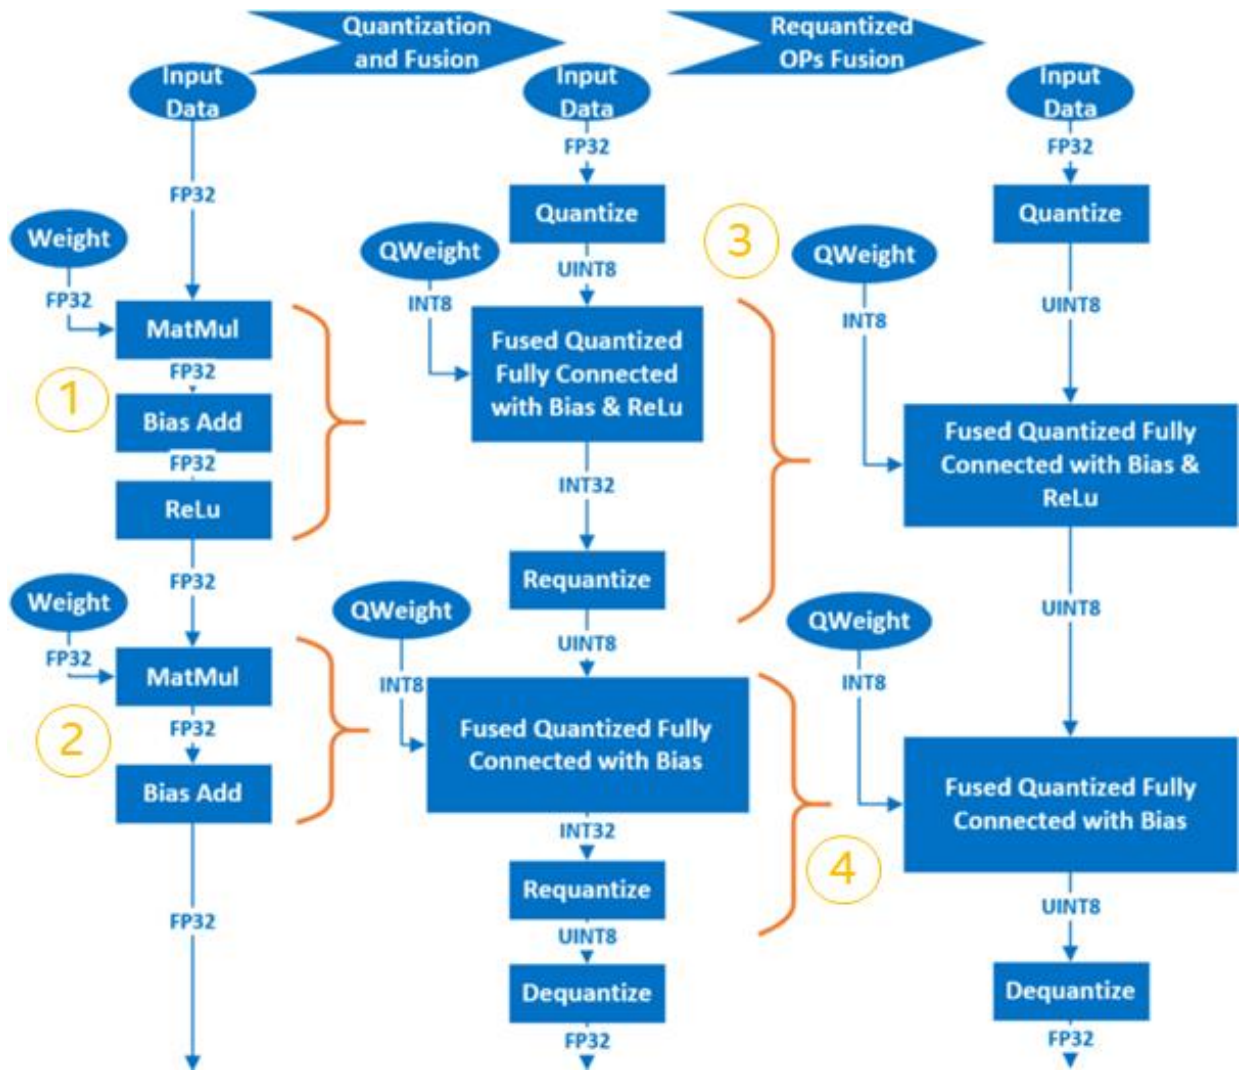 Quantization
and Fusion
Requantized
OPs Fusion
Input
Data
FP32
Weight
FP32
MatMul
FP32
1
Bias Add
FP32
ReLu
FP32
Weight
FP32
MatMul
FP32
2
Bias Add
FP32
Input
Data
FP32
Quantize
QWeight
UINT8
INT8
Fused Quantized
Fully Connected
with Bias & ReLu
INT32
Requantize
QWeight
UINT8
INT8
Fused Quantized Fully
Connected with Bias
INT32
Requantize
UINT8
Dequantize
FP32
3
4
Input
Data
FP32
Quantize
QWeight
UINT8
INT8
Fused Quantized Fully
Connected with Bias &
ReLu
UINT8
QWeight
INT8
Fused Quantized Fully
Connected with Bias
UINT8
Dequantize
FP32